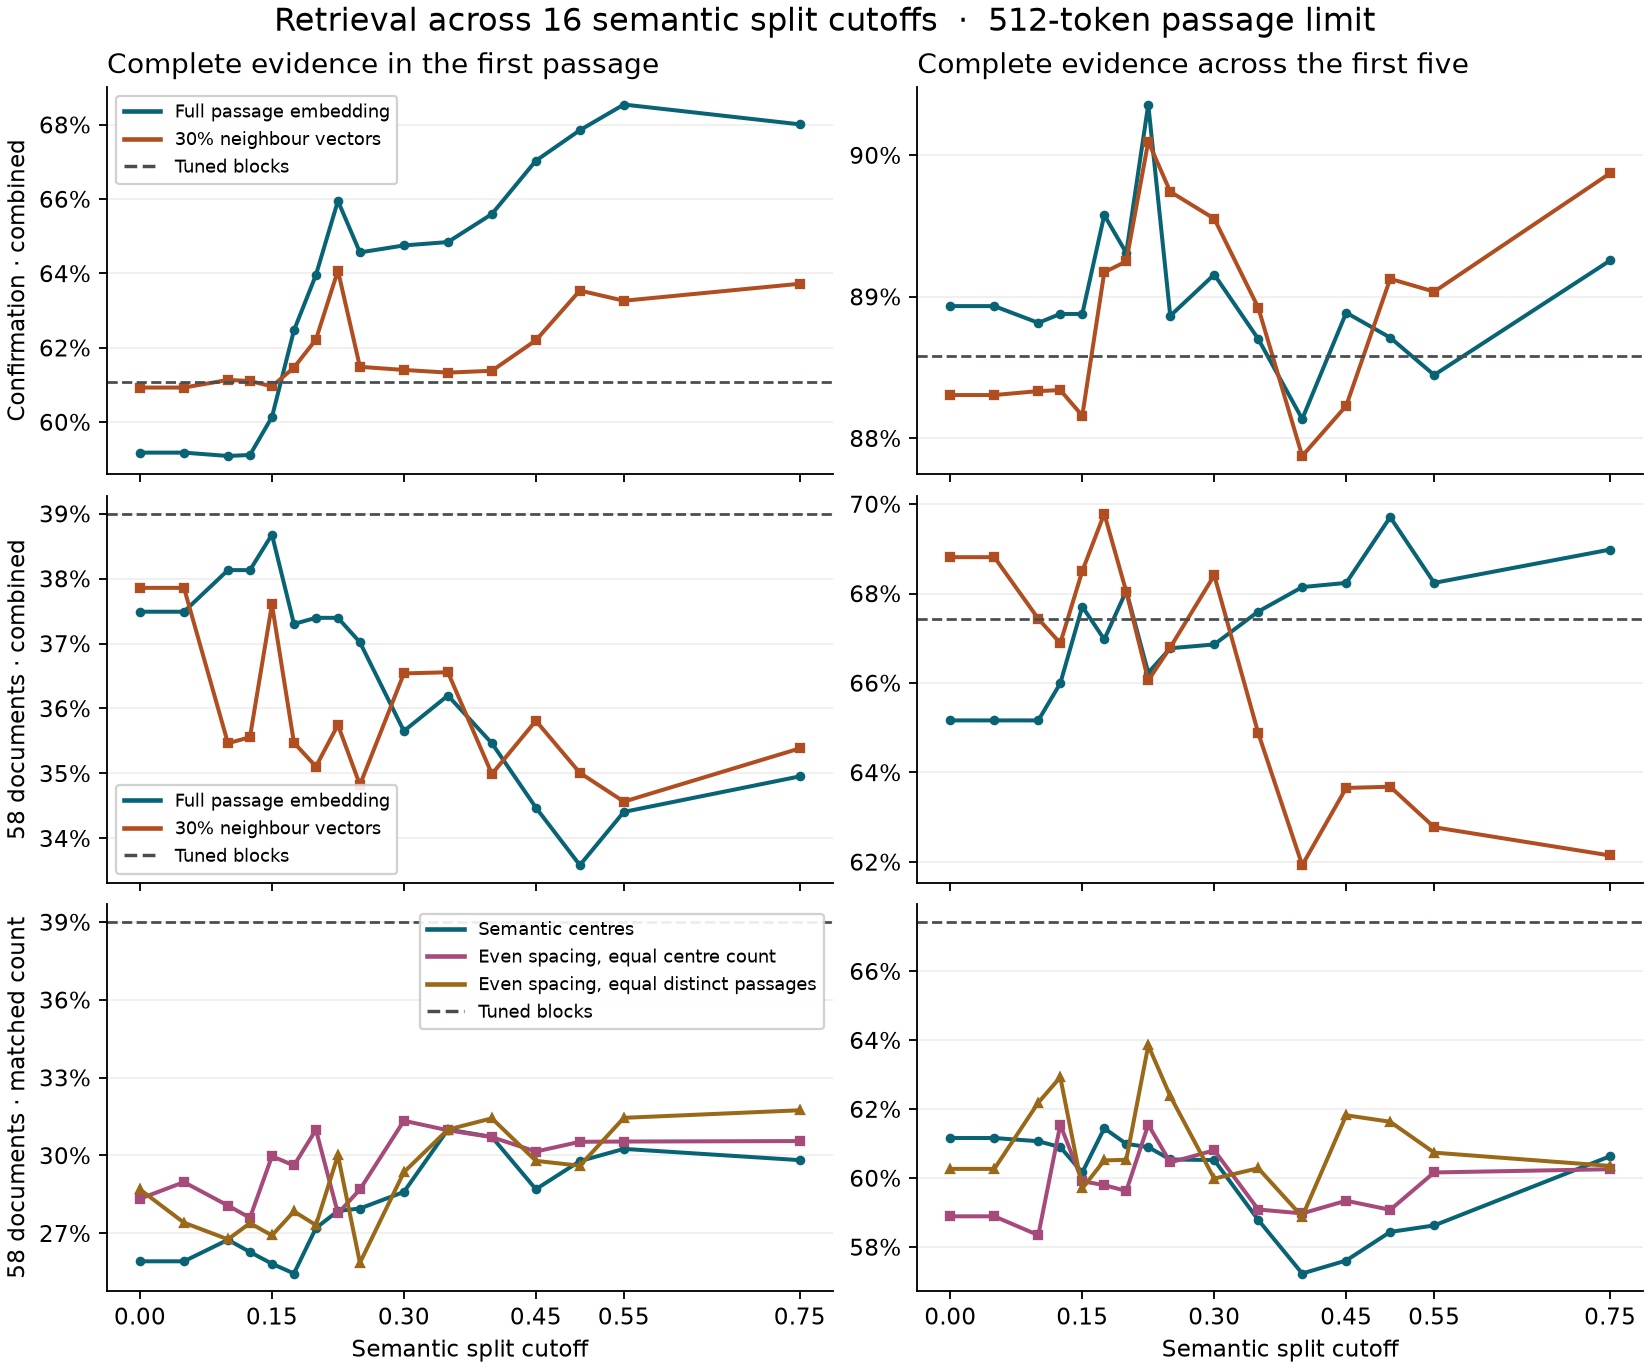 Retrieval across 16 semantic split cutoffs · 512-token passage limit
Complete evidence in the first passage
Complete evidence across the first five
Confirmation · combined
68%
66%
64%
62%
60%
Full passage embedding
30% neighbour vectors
Tuned blocks
90%
89%
88%
58 documents · combined
39%
38%
37%
36%
35%
34%
Full passage embedding
30% neighbour vectors
Tuned blocks
70%
68%
66%
64%
62%
58 documents · matched count
39%
36%
33%
30%
27%
Semantic centres
Even spacing, equal centre count
Even spacing, equal distinct passages
Tuned blocks
66%
64%
62%
60%
58%
0.00 0.15 0.30 0.45 0.55 0.75
Semantic split cutoff
0.00 0.15 0.30 0.45 0.55 0.75
Semantic split cutoff